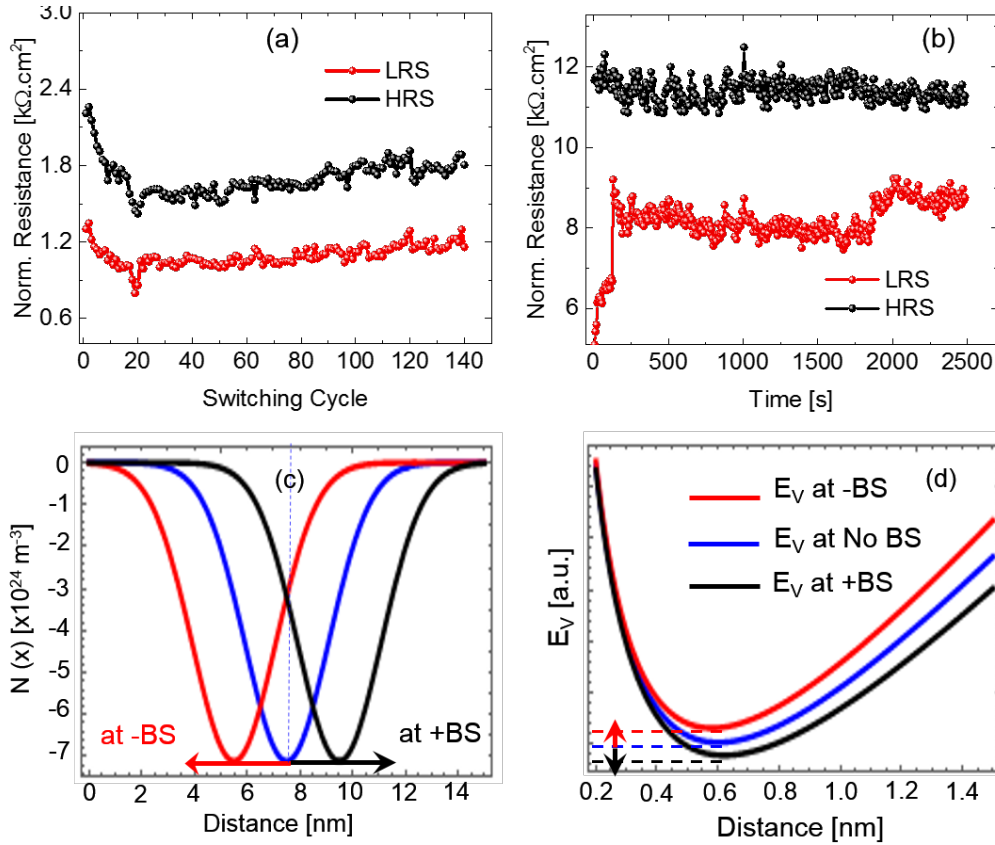 (a)
LRS
HRS
3.0
2.4
1.8
1.2
0.6
Norm. Resistance [kΩ.cm²]
0 20 40 60 80 100 120 140
Switching Cycle
(b)
12
10
8
6
Norm. Resistance [kΩ.cm²]
LRS
HRS
0 500 1000 1500 2000 2500
Time [s]
(c)
0
-1
-2
-3
-4
-5
-6
-7
N (x) [x10²⁴ m⁻³]
at -BS
at +BS
0 2 4 6 8 10 12 14
Distance [nm]
(d)
E_V at -BS
E_V at No BS
E_V at +BS
E_V [a.u.]
0.2 0.4 0.6 0.8 1.0 1.2 1.4
Distance [nm]